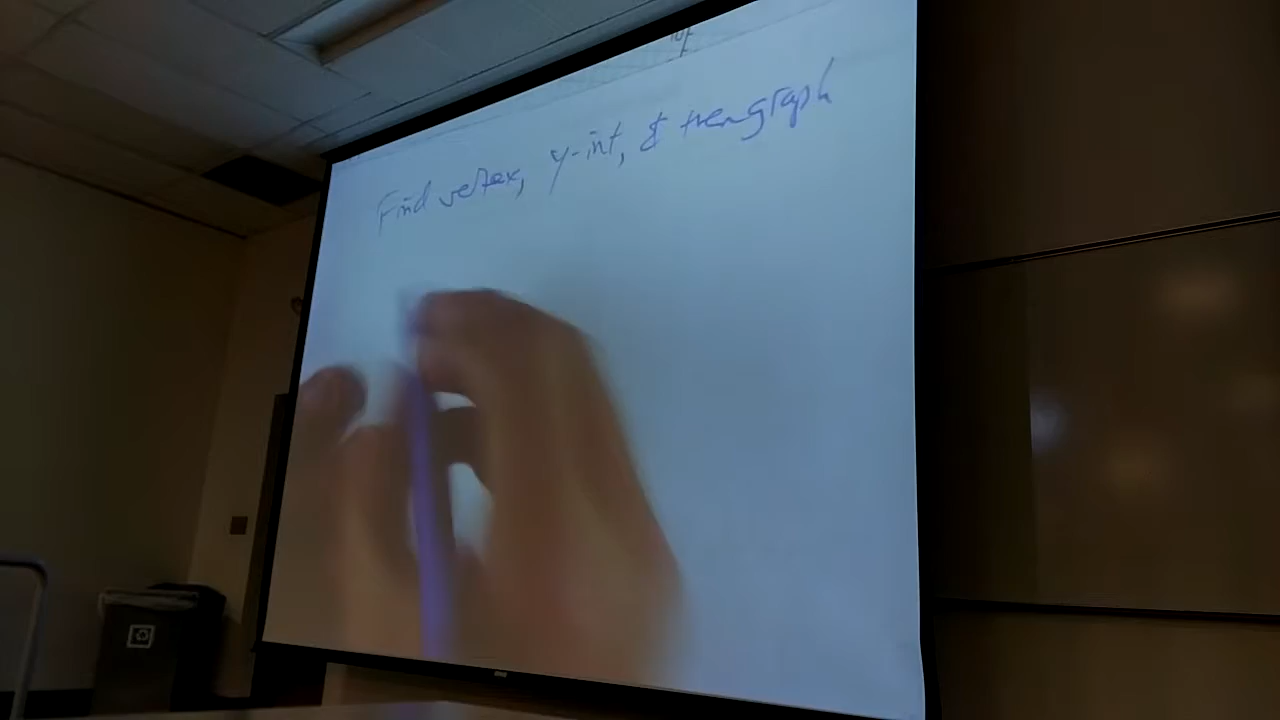 Find vertex, y-int, & then graph